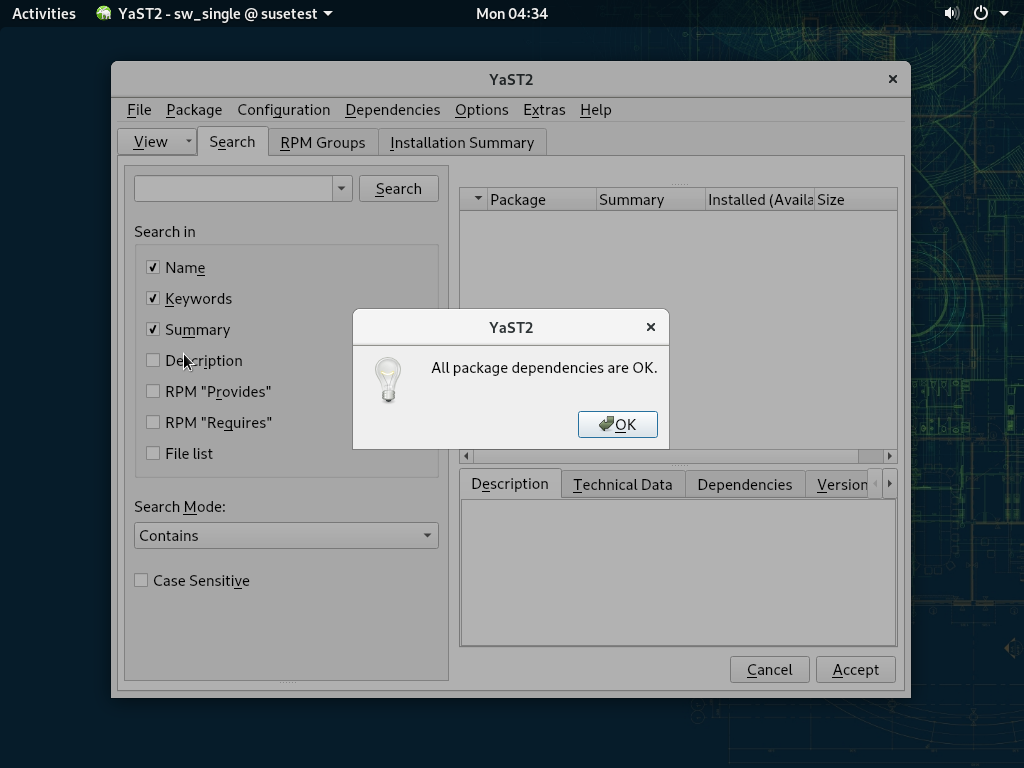 Activities YaST2 - sw_single @ susetest Mon 04:34
YaST2
File Package Configuration Dependencies Options Extras Help
View Search RPM Groups Installation Summary
Search
Package Summary Installed (Availa Size
Search in
Name
Keywords
Summary
Description
RPM "Provides"
RPM "Requires"
File list
YaST2
All package dependencies are OK.
OK
Description Technical Data Dependencies Version
Search Mode:
Contains
Case Sensitive
Cancel Accept